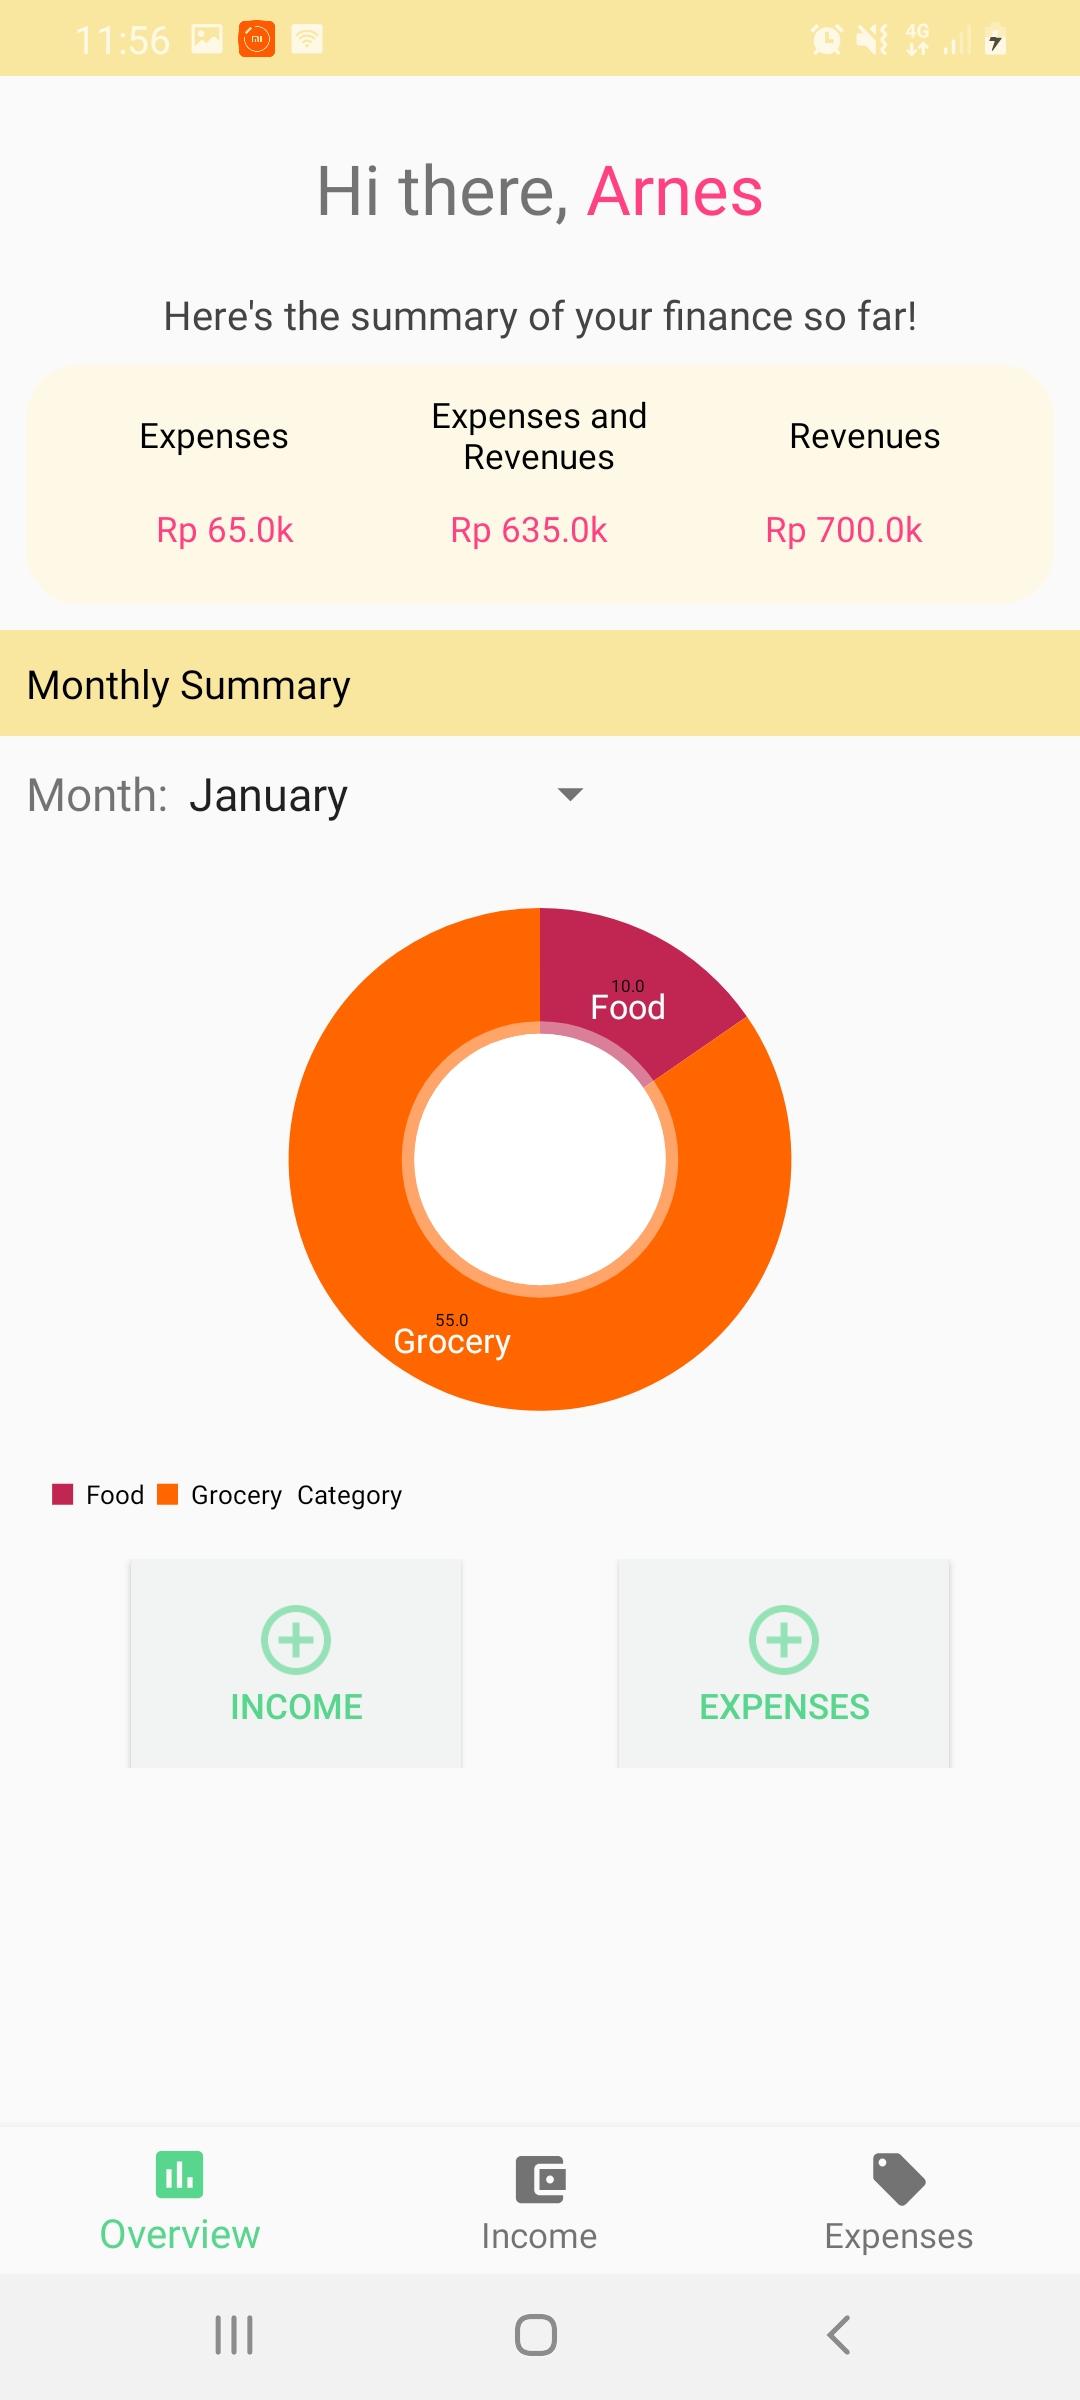 11:56
4G
Hi there, Arnes
Here's the summary of your finance so far!
Expenses
Expenses and
Revenues
Revenues
Rp 65.0k
Rp 635.0k
Rp 700.0k
Monthly Summary
Month: January
10.0
Food
55.0
Grocery
Food Grocery Category
INCOME
EXPENSES
Overview
Income
Expenses